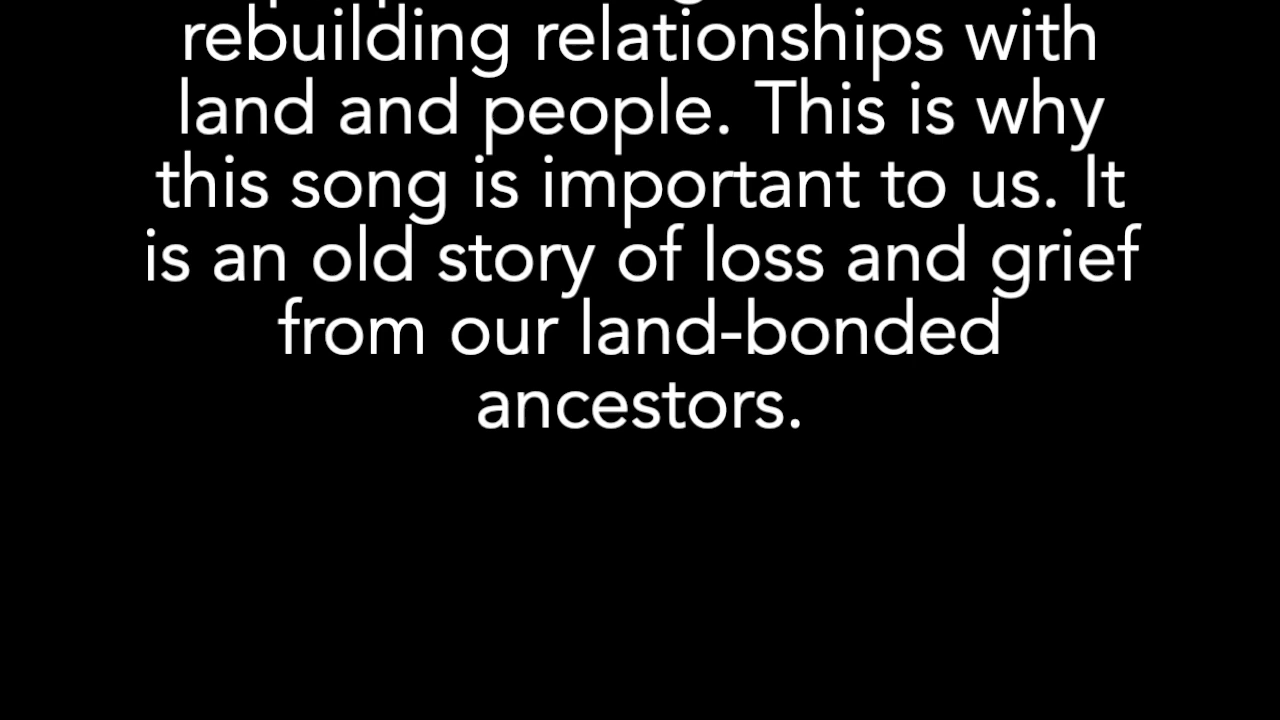 rebuilding relationships with
land and people. This is why
this song is important to us. It
is an old story of loss and grief
from our land-bonded
ancestors.